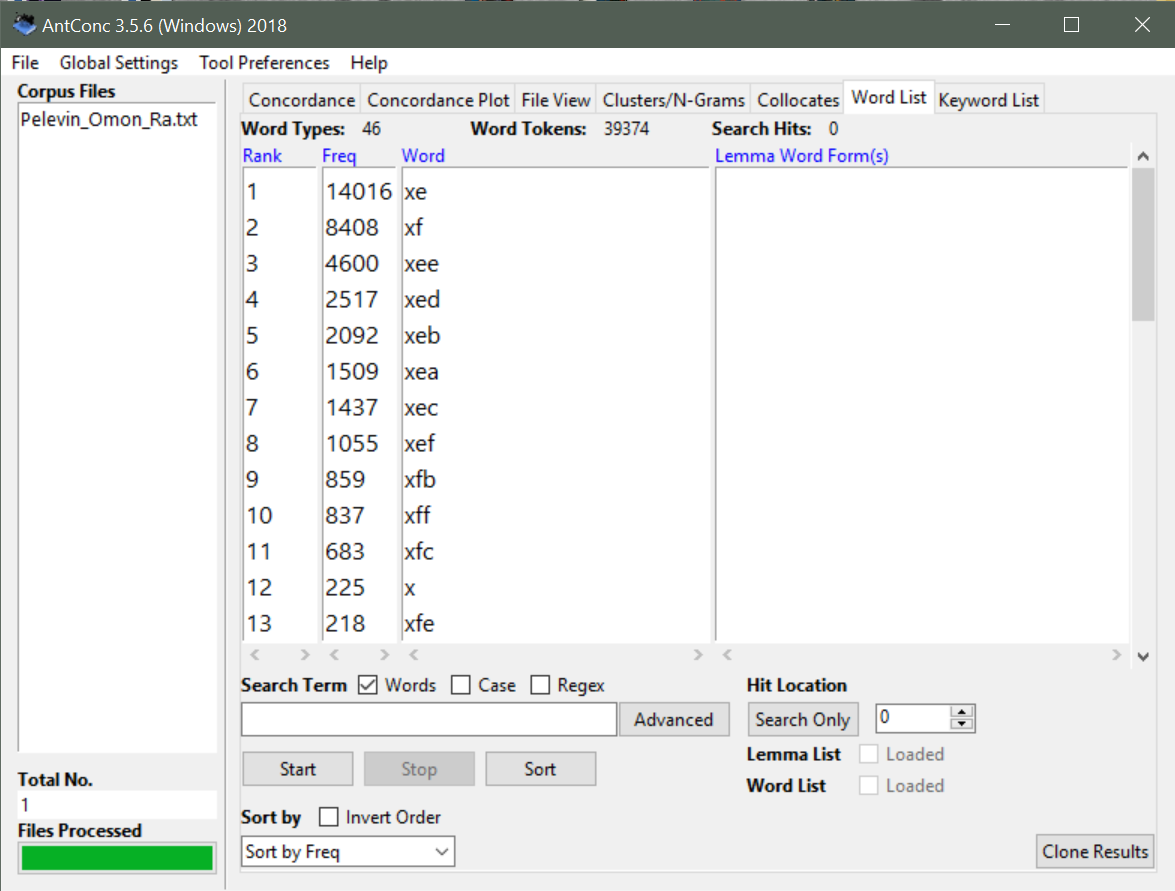 AntConc 3.5.6 (Windows) 2018
File Global Settings Tool Preferences Help
Corpus Files
Pelevin_Omon_Ra.txt
Total No.
1
Files Processed
Concordance Concordance Plot File View Clusters/N-Grams Collocates Word List Keyword List
Word Types: 46 Word Tokens: 39374 Search Hits: 0
Rank Freq Word Lemma Word Form(s)
1 14016 xe
2 8408 xf
3 4600 xee
4 2517 xed
5 2092 xeb
6 1509 xea
7 1437 xec
8 1055 xef
9 859 xfb
10 837 xff
11 683 xfc
12 225 x
13 218 xfe
Search Term Words Case Regex Hit Location
Advanced Search Only 0
Start Stop Sort Lemma List Loaded
Word List Loaded
Sort by Invert Order
Sort by Freq Clone Results